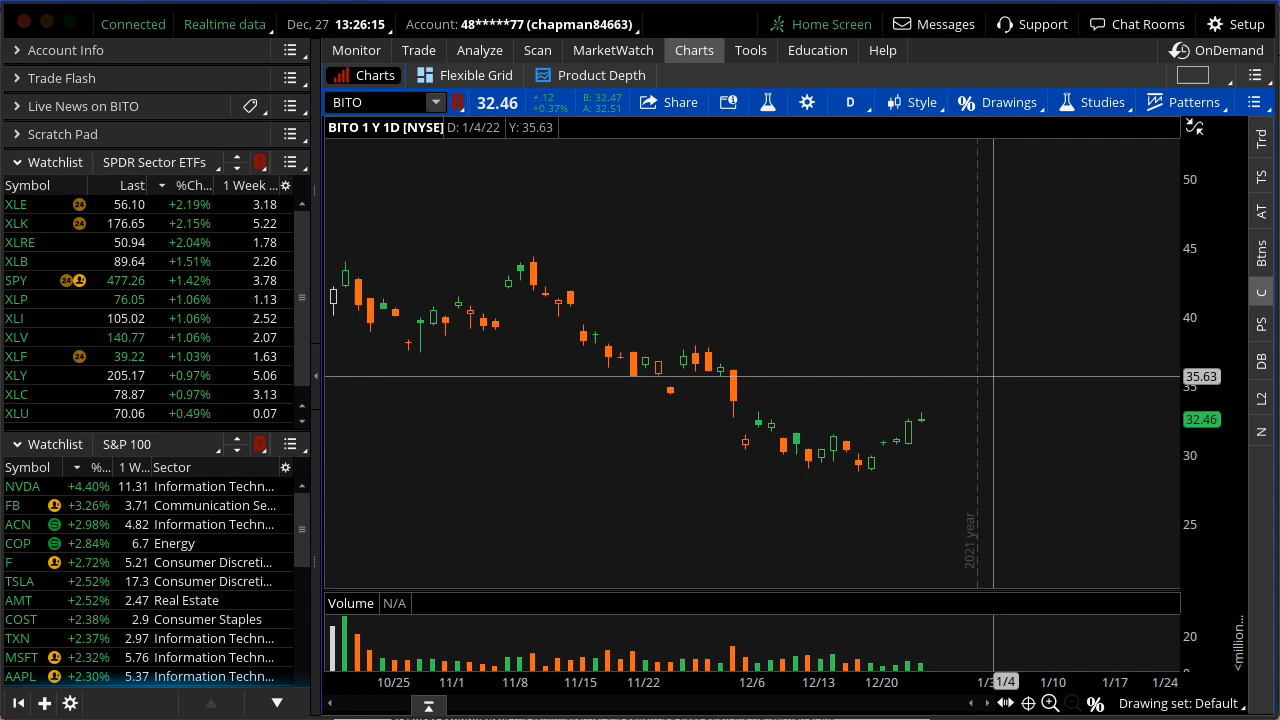 Connected Realtime data Dec, 27 13:26:15 Account: 48*****77 (chapman84663) Home Screen Messages Support Chat Rooms Setup
Account Info
Trade Flash
Live News on BITO
Scratch Pad
Watchlist SPDR Sector ETFs
Symbol Last %Ch... 1 Week ...
XLE 24 56.10 +2.19% 3.18
XLK 24 176.65 +2.15% 5.22
XLRE 50.94 +2.04% 1.78
XLB 89.64 +1.51% 2.26
SPY 24 477.26 +1.42% 3.78
XLP 76.05 +1.06% 1.13
XLI 105.02 +1.06% 2.52
XLV 140.77 +1.06% 2.07
XLF 24 39.22 +1.03% 1.63
XLY 205.17 +0.97% 5.06
XLC 78.87 +0.97% 3.13
XLU 70.06 +0.49% 0.07
Watchlist S&P 100
Symbol %... 1 W... Sector
NVDA +4.40% 11.31 Information Techn...
FB +3.26% 3.71 Communication Se...
ACN +2.98% 4.82 Information Techn...
COP +2.84% 6.7 Energy
F +2.72% 5.21 Consumer Discreti...
TSLA +2.52% 17.3 Consumer Discreti...
AMT +2.52% 2.47 Real Estate
COST +2.38% 2.9 Consumer Staples
TXN +2.37% 2.97 Information Techn...
MSFT +2.32% 5.76 Information Techn...
AAPL +2.30% 5.37 Information Techn...
Monitor Trade Analyze Scan MarketWatch Charts Tools Education Help OnDemand
Charts Flexible Grid Product Depth
BITO 32.46 +.12 +0.37% B: 32.47 A: 32.51 Share D Style Drawings Studies Patterns
BITO 1 Y 1D [NYSE] D: 1/4/22 Y: 35.63
50
45
40
35.63
35
32.46
30
25
2021 year
Volume N/A
20
0
<million...
10/25 11/1 11/8 11/15 11/22 12/6 12/13 12/20 1/3 1/4 1/10 1/17 1/24
Drawing set: Default
Trd
TS
AT
Btns
C
PS
DB
L2
N